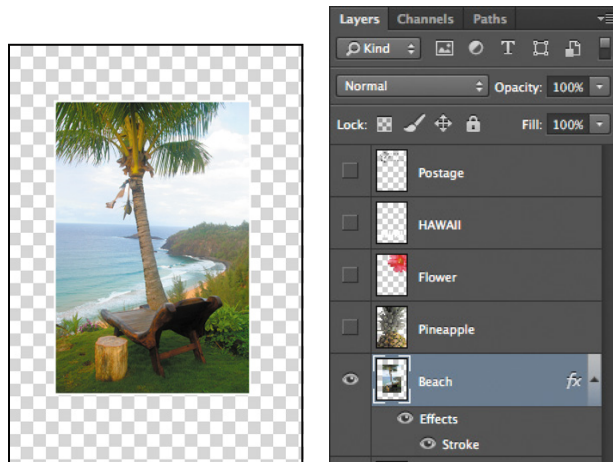 Layers Channels Paths
Kind T
Normal Opacity: 100%
Lock: Fill: 100%
Postage
HAWAII
Flower
Pineapple
Beach fx
Effects
Stroke